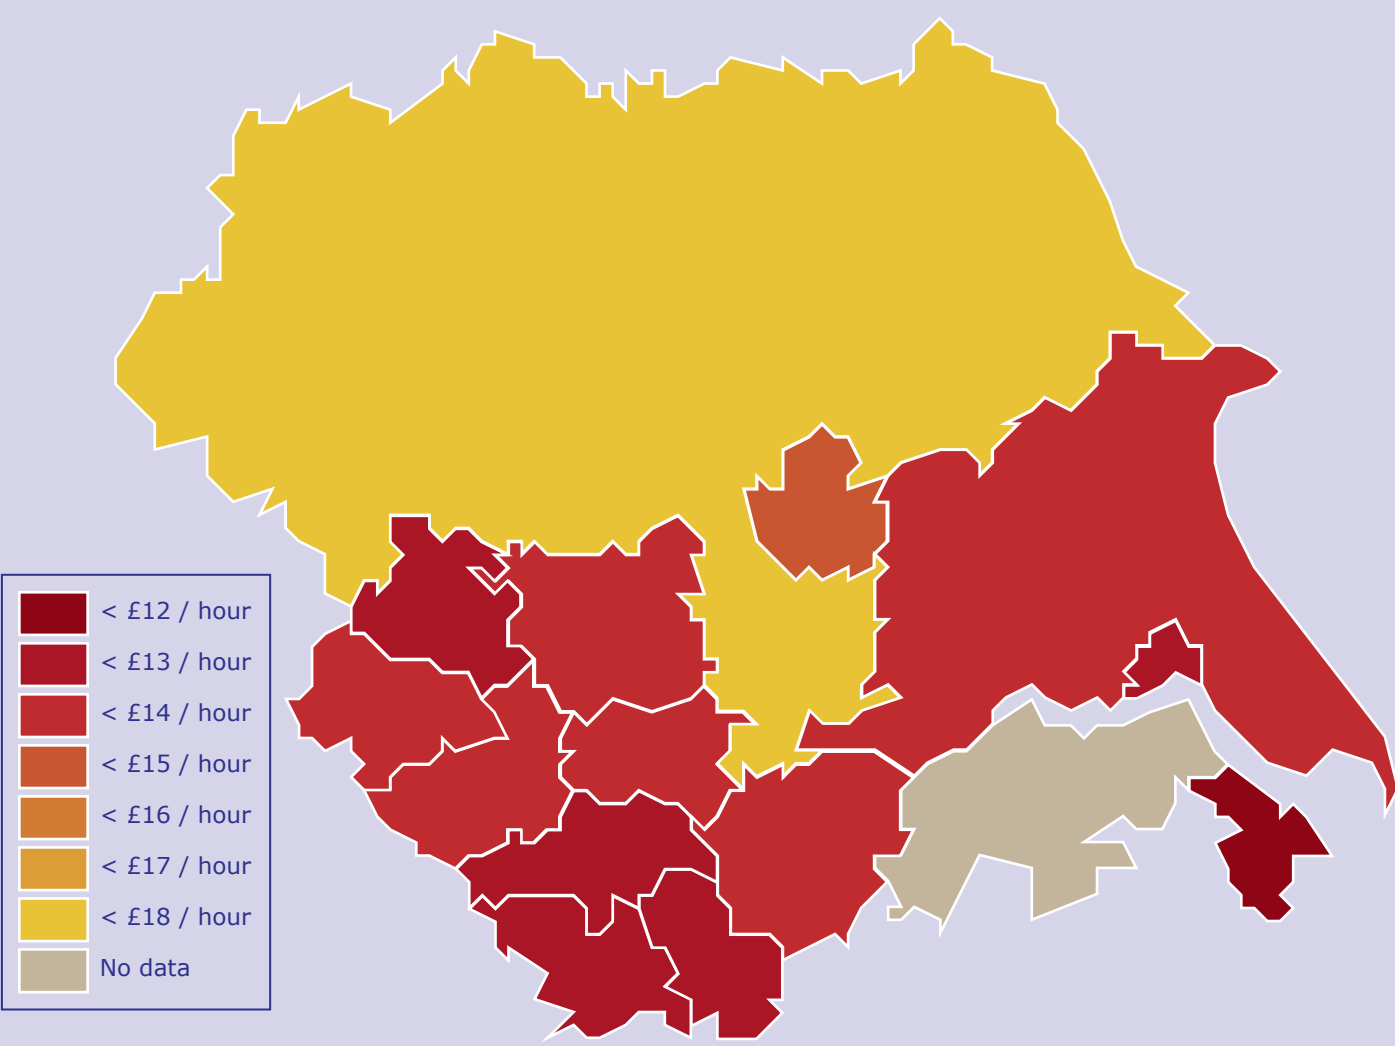 < £12 / hour
< £13 / hour
< £14 / hour
< £15 / hour
< £16 / hour
< £17 / hour
< £18 / hour
No data